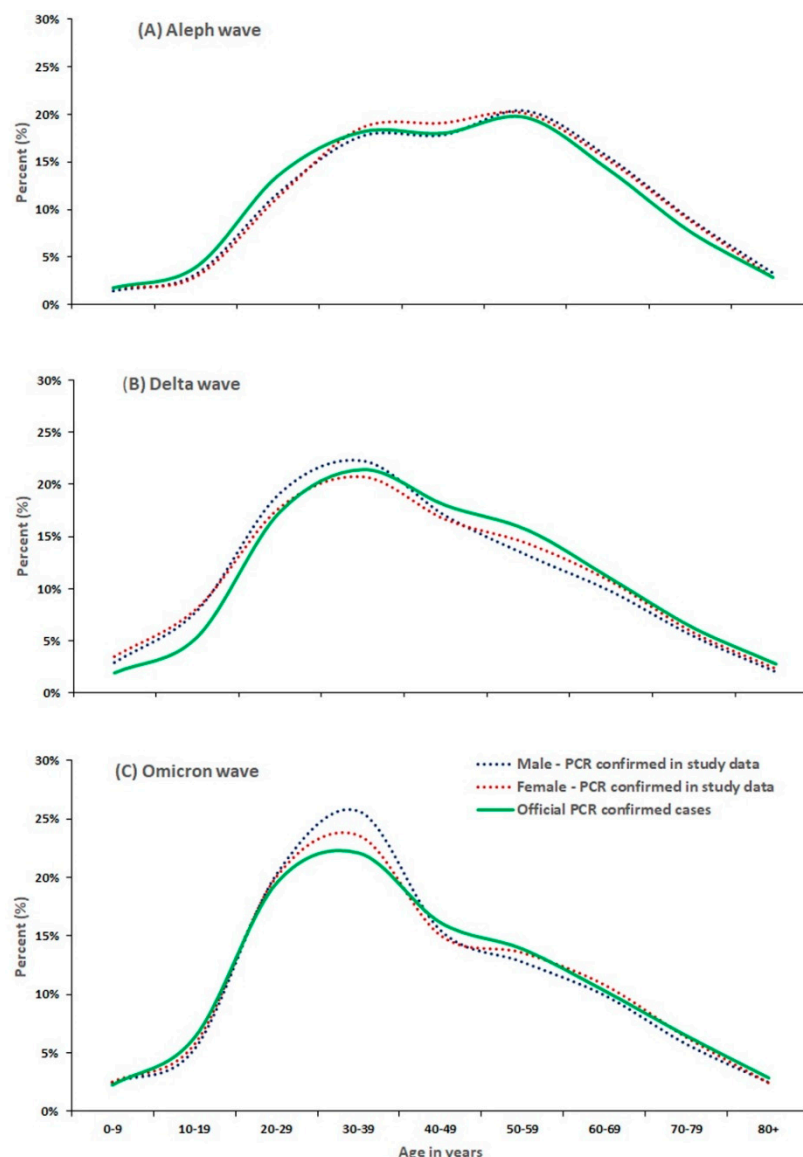 (A) Aleph wave
30%
25%
20%
15%
10%
5%
0%
Percent (%)
(B) Delta wave
30%
25%
20%
15%
10%
5%
0%
Percent (%)
(C) Omicron wave
Male - PCR confirmed in study data
Female - PCR confirmed in study data
Official PCR confirmed cases
30%
25%
20%
15%
10%
5%
0%
Percent (%)
0-9 10-19 20-29 30-39 40-49 50-59 60-69 70-79 80+
Age in years